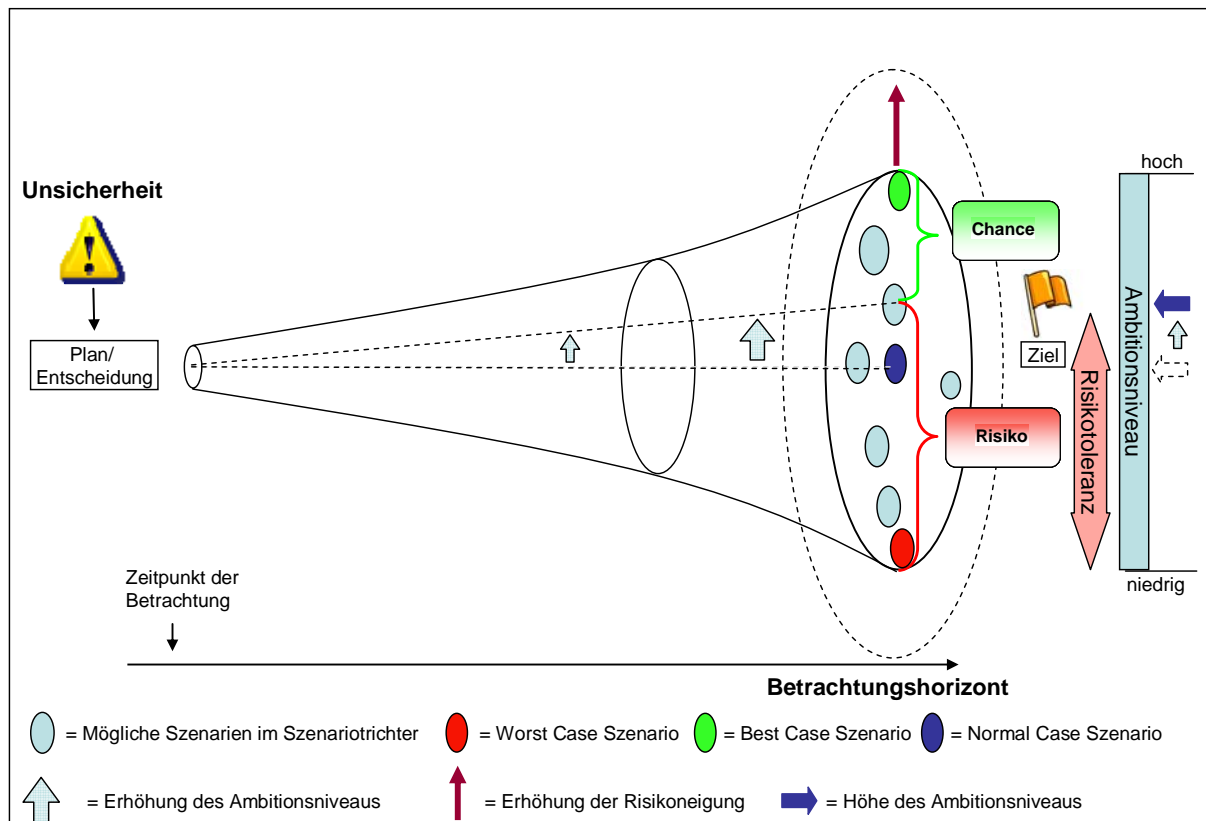 hoch
Unsicherheit
Chance
Plan/
Entscheidung
Ziel
Risiko
Risikotoleranz
Ambitionsniveau
niedrig
Zeitpunkt der
Betrachtung
Betrachtungshorizont
= Mögliche Szenarien im Szenariotrichter
= Worst Case Szenario
= Best Case Szenario
= Normal Case Szenario
= Erhöhung des Ambitionsniveaus
= Erhöhung der Risikoneigung
= Höhe des Ambitionsniveaus